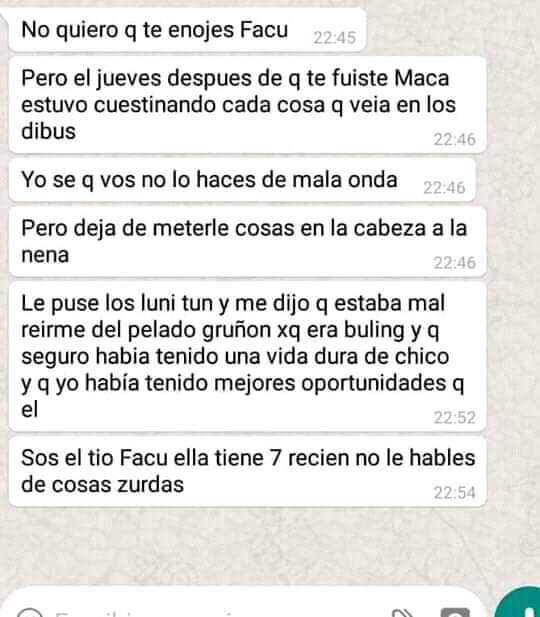 No quiero q te enojes Facu 22:45
Pero el jueves despues de q te fuiste Maca
estuvo cuestinando cada cosa q veia en los
dibus
22:46
Yo se q vos no lo haces de mala onda 22:46
Pero deja de meterle cosas en la cabeza a la
nena
22:46
Le puse los luni tun y me dijo q estaba mal
reirme del pelado gruñon xq era buling y q
seguro habia tenido una vida dura de chico
y q yo había tenido mejores oportunidades q
el
22:52
Sos el tio Facu ella tiene 7 recien no le hables
de cosas zurdas
22:54